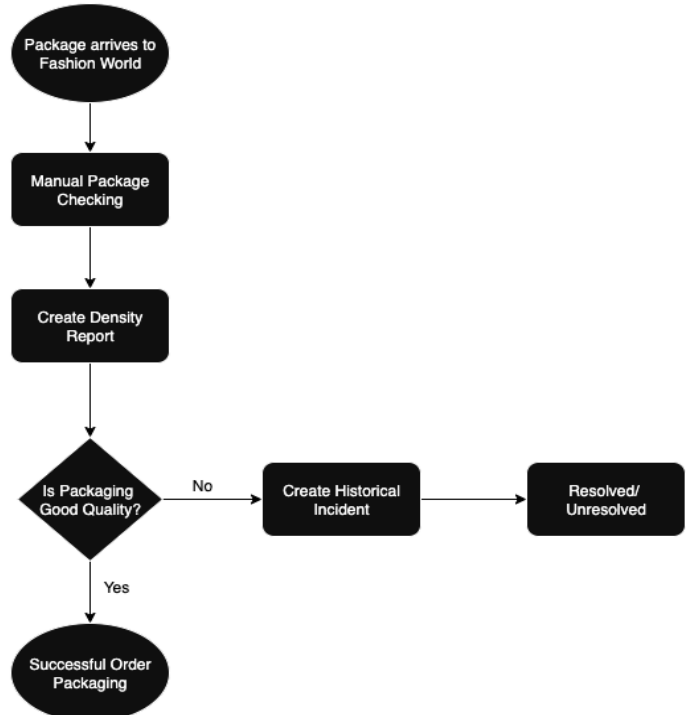 Package arrives to
Fashion World
Manual Package
Checking
Create Density
Report
Is Packaging
Good Quality?
No
Create Historical
Incident
Resolved/
Unresolved
Yes
Successful Order
Packaging